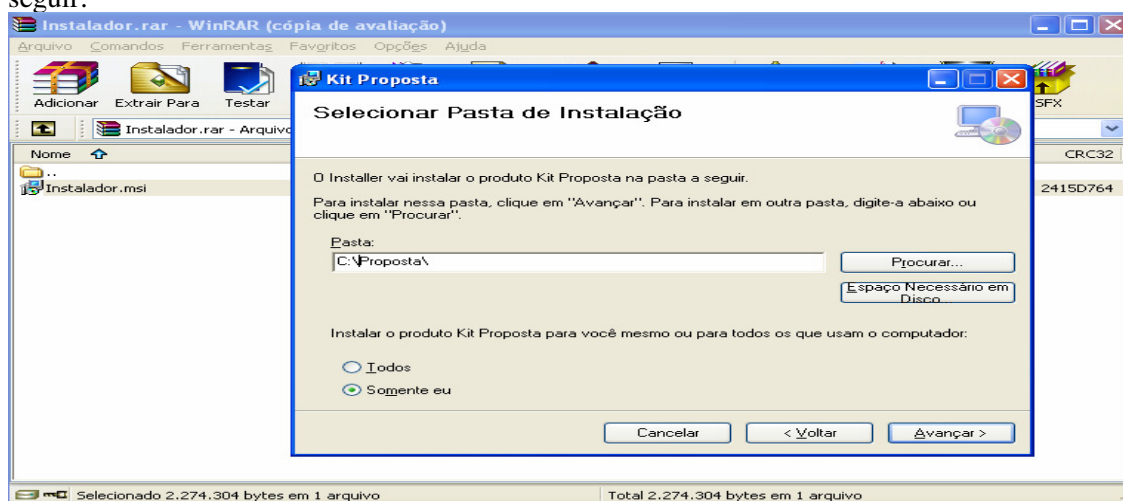 seguir:
Instalador.rar - WinRAR (cópia de avaliação)
Arquivo Comandos Ferramentas Favoritos Opções Ajuda
Adicionar Extrair Para Testar SFX
Instalador.rar - Arquivo
Nome CRC32
..
Instalador.msi 2415D764
Kit Proposta
Selecionar Pasta de Instalação
O Installer vai instalar o produto Kit Proposta na pasta a seguir.
Para instalar nessa pasta, clique em "Avançar". Para instalar em outra pasta, digite-a abaixo ou
clique em "Procurar".
Pasta:
C:\Proposta\
Procurar...
Espaço Necessário em
Disco...
Instalar o produto Kit Proposta para você mesmo ou para todos os que usam o computador:
Todos
Somente eu
Cancelar < Voltar Avançar >
Selecionado 2.274.304 bytes em 1 arquivo Total 2.274.304 bytes em 1 arquivo